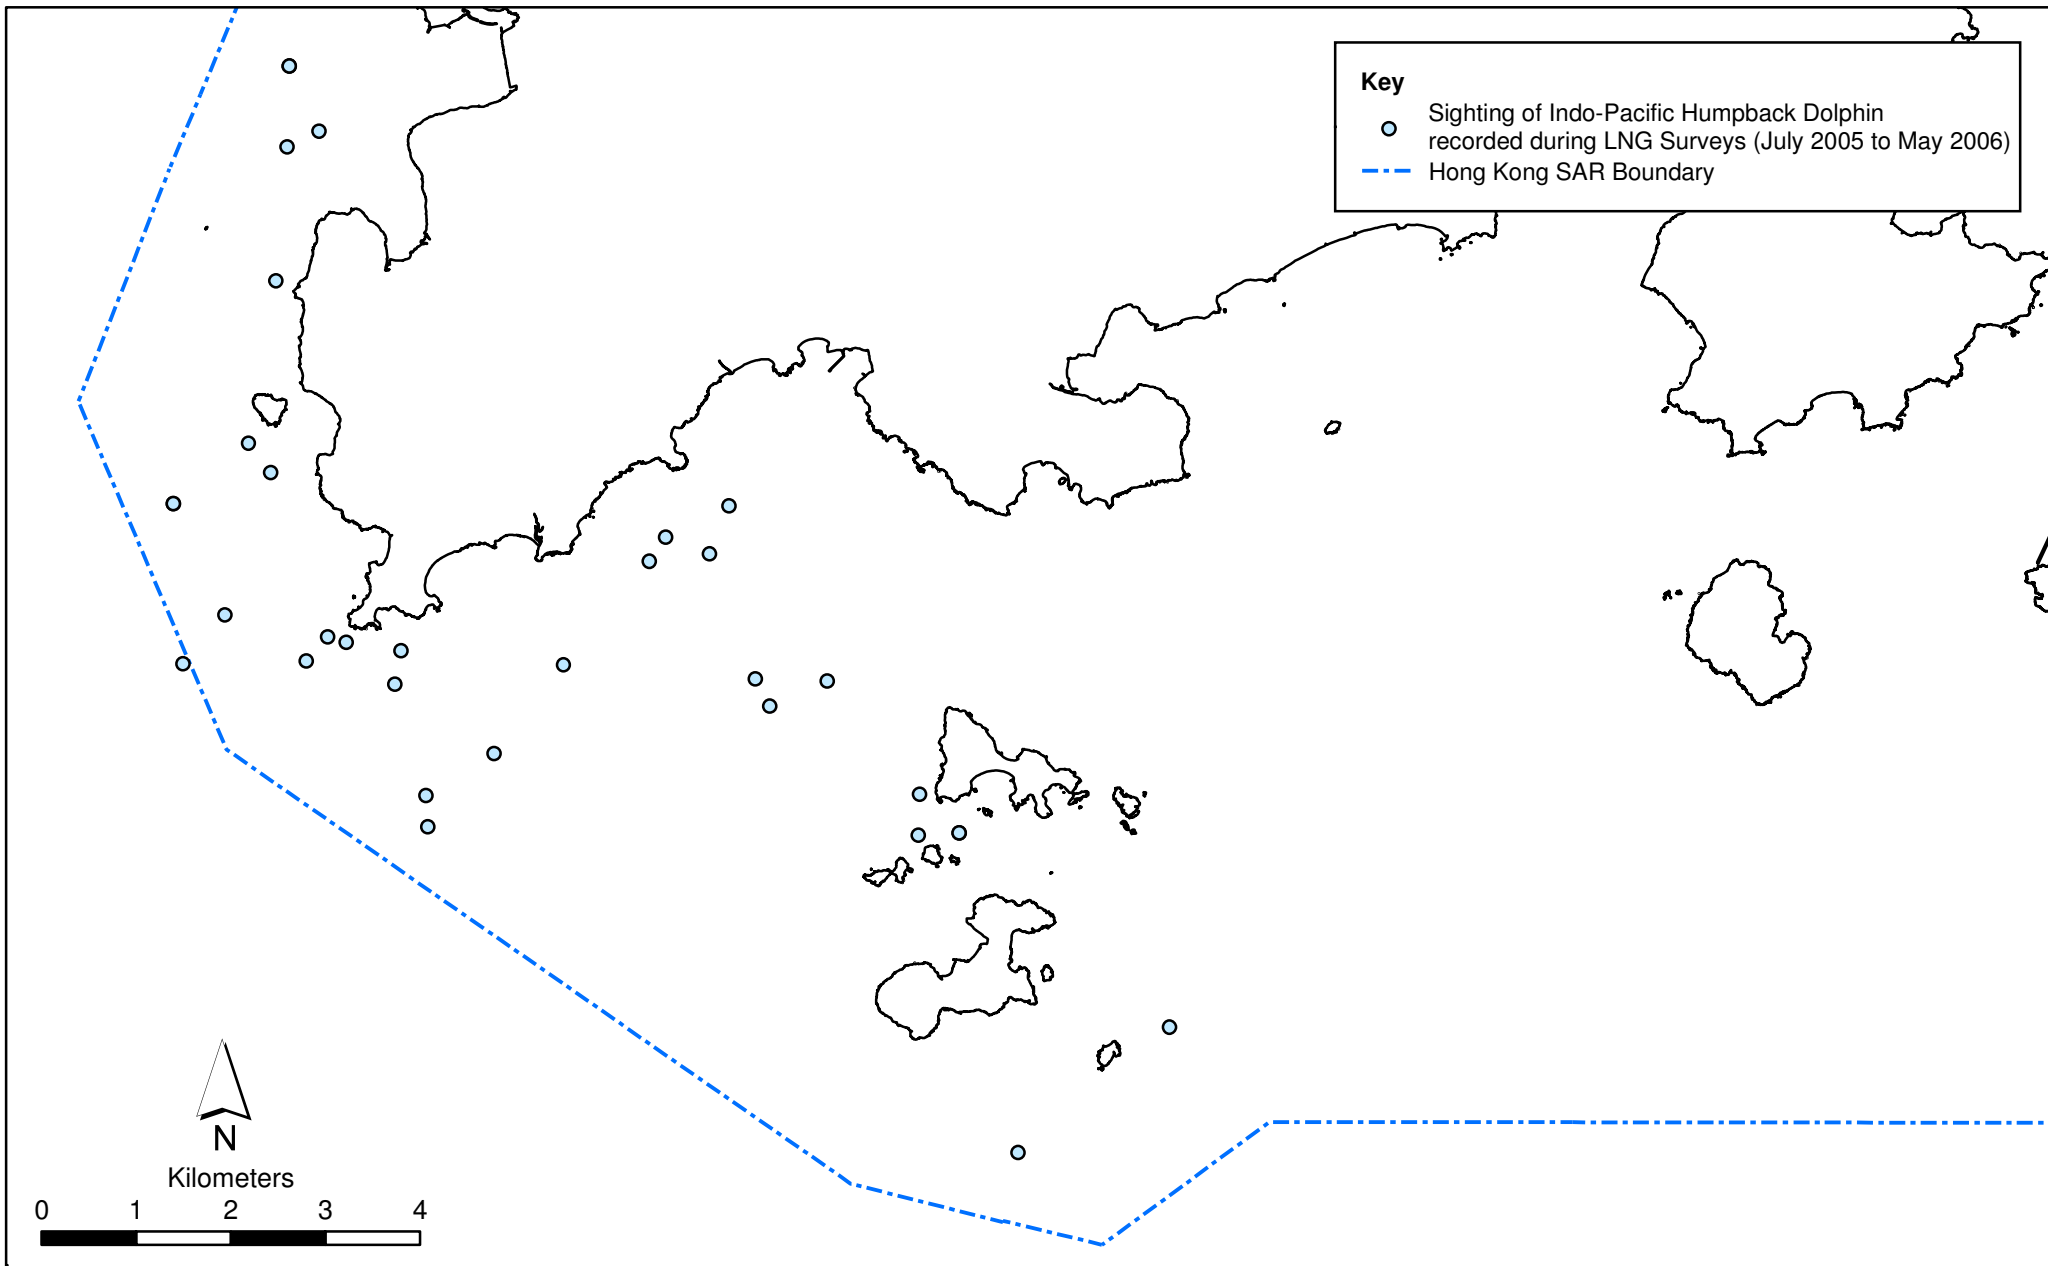 Key
Sighting of Indo-Pacific Humpback Dolphin
recorded during LNG Surveys (July 2005 to May 2006)
Hong Kong SAR Boundary
N
Kilometers
0 1 2 3 4